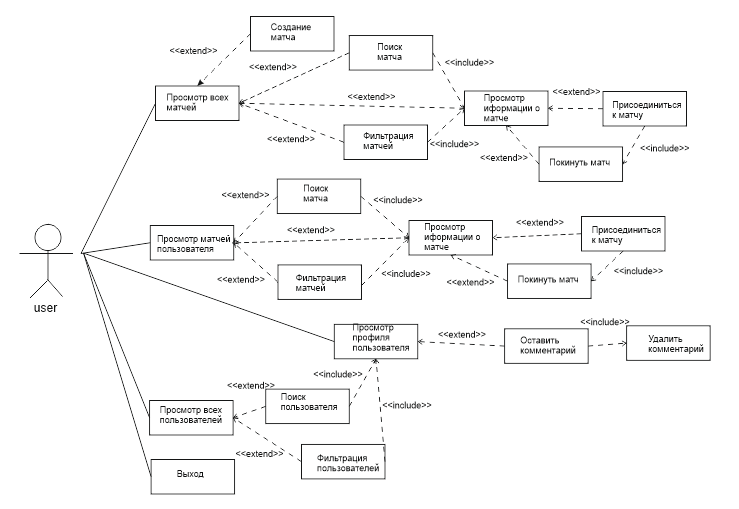 Создание
матча
<<extend>>
Поиск
матча
<<extend>>
<<include>>
Просмотр всех
матчей
<<extend>>
Просмотр
иформации о
матче
<<extend>>
Присоединиться
к матчу
<<extend>>
Фильтрация
матчей
<<include>>
<<extend>>
Покинуть матч
<<include>>
Поиск
матча
<<extend>>
<<include>>
Просмотр матчей
пользователя
<<extend>>
Просмотр
иформации о
матче
<<extend>>
Присоединиться
к матчу
<<extend>>
Фильтрация
матчей
<<include>>
<<extend>>
Покинуть матч
<<include>>
user
Просмотр
профиля
пользователя
<<extend>>
Оставить
комментарий
<<include>>
Удалить
комментарий
<<include>>
<<extend>>
Поиск
пользователя
<<include>>
Просмотр всех
пользователей
<<extend>>
Фильтрация
пользователей
Выход